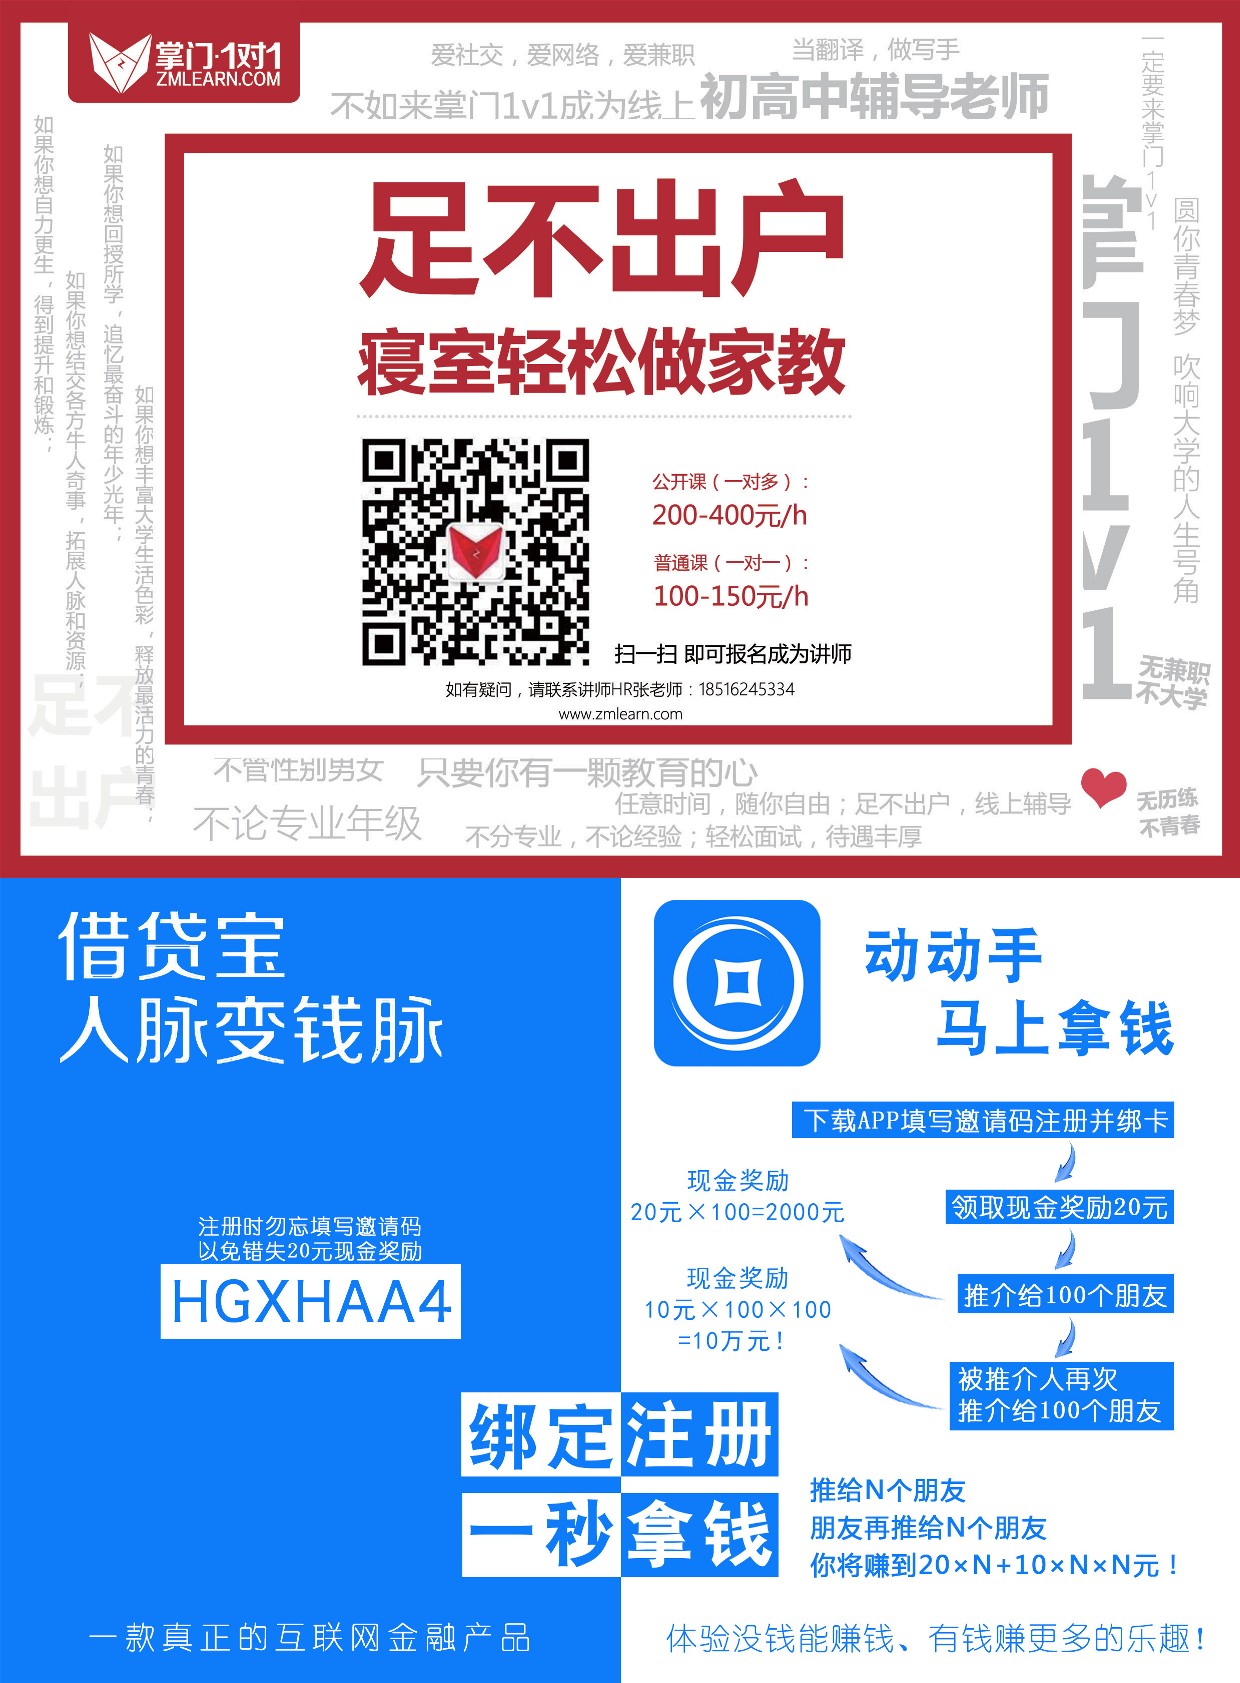 掌门·1对1
ZMLEARN.COM
爱社交，爱网络，爱兼职
当翻译，做写手
不如来掌门1v1成为线上
初高中辅导老师
一定要来掌门1v1
如果你想自力更生，得到提升和锻炼；
如果你想结交各方牛人奇事，拓展人脉和资源；
如果你想回授所学，追忆最奋斗的年少光年；
如果你想丰富大学生活色彩，释放最活力的青春；
足不
出户
足不出户
寝室轻松做家教
公开课（一对多）：
200-400元/h
普通课（一对一）：
100-150元/h
扫一扫 即可报名成为讲师
如有疑问，请联系讲师HR张老师：18516245334
www.zmlearn.com
掌门1v1
圆你青春梦 吹响大学的人生号角
无兼职
不大学
不管性别男女
只要你有一颗教育的心
任意时间，随你自由；足不出户，线上辅导
不论专业年级
不分专业，不论经验；轻松面试，待遇丰厚
无历练
不青春
借贷宝
人脉变钱脉
注册时勿忘填写邀请码
以免错失20元现金奖励
HGXHAA4
动动手
马上拿钱
下载APP填写邀请码注册并绑卡
领取现金奖励20元
现金奖励
20元×100=2000元
推介给100个朋友
现金奖励
10元×100×100
=10万元！
被推介人再次
推介给100个朋友
绑定注册
一秒拿钱
推给N个朋友
朋友再推给N个朋友
你将赚到20×N+10×N×N元！
一款真正的互联网金融产品
体验没钱能赚钱、有钱赚更多的乐趣！